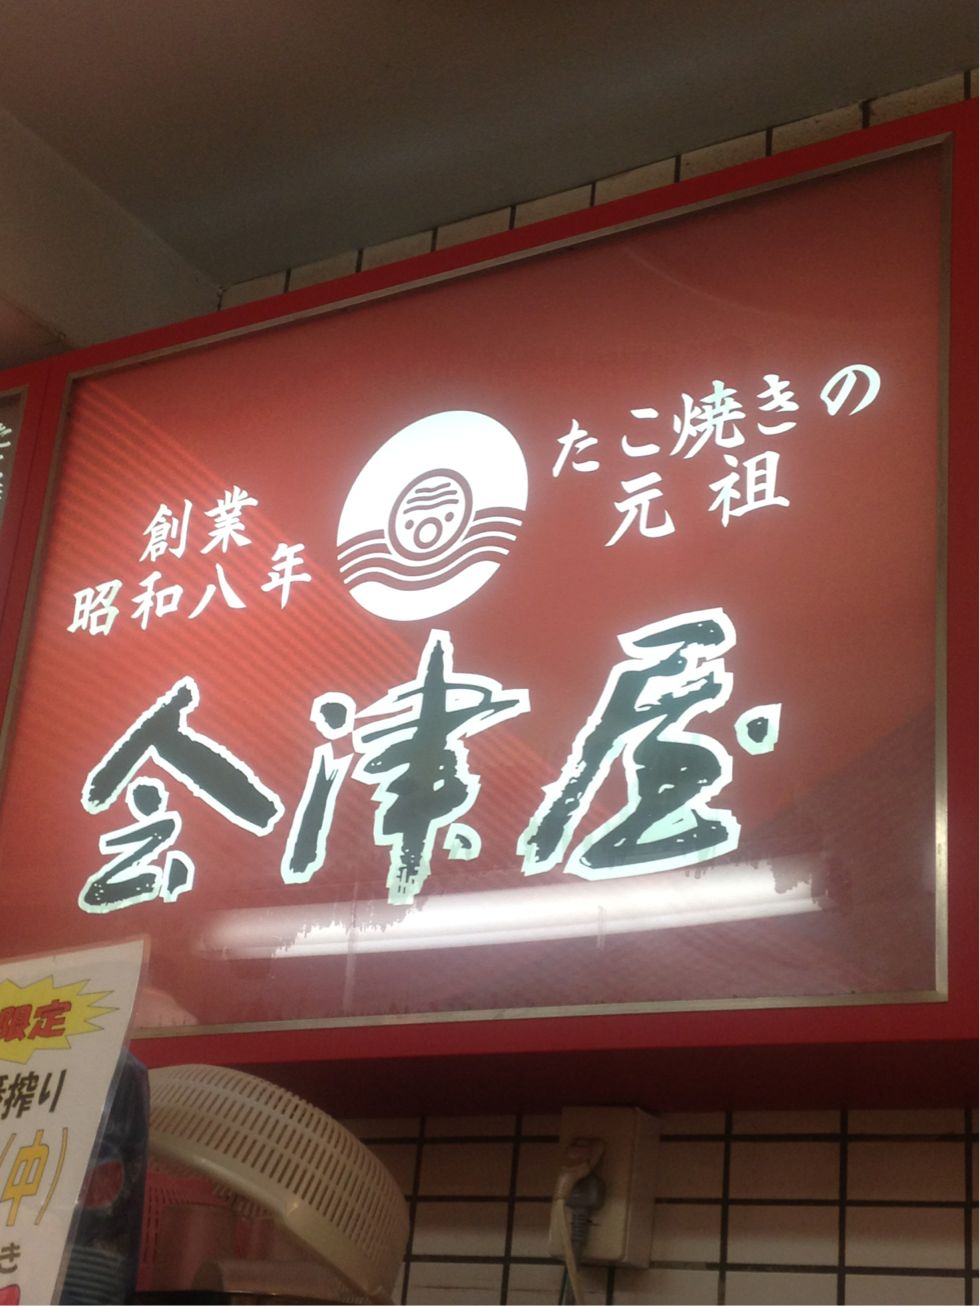 たこ焼きの
元祖
創業
昭和八年
会津屋
限定
搾り
(中)
き